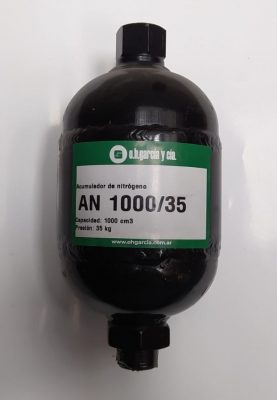 G o.h.garcía y cía.
Acumulador de nitrógeno
AN 1000/35
Capacidad: 1000 cm3
Presión: 35 kg
www.ohgarcia.com.ar